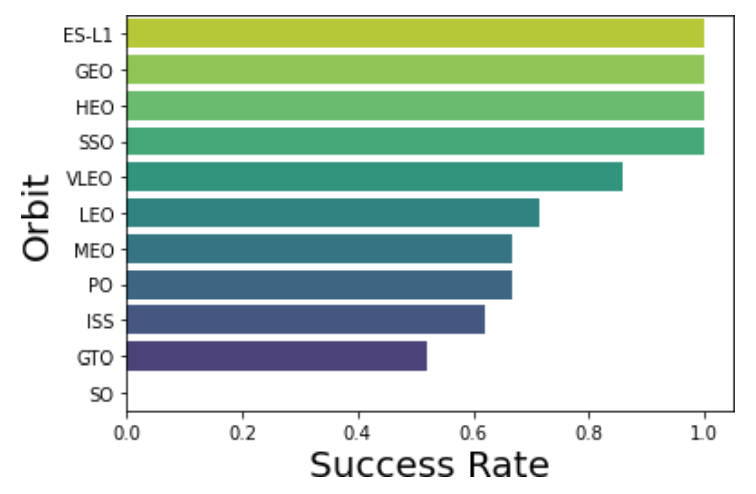 ES-L1
GEO
HEO
SSO
VLEO
LEO
MEO
PO
ISS
GTO
SO
Orbit
0.0 0.2 0.4 0.6 0.8 1.0
Success Rate